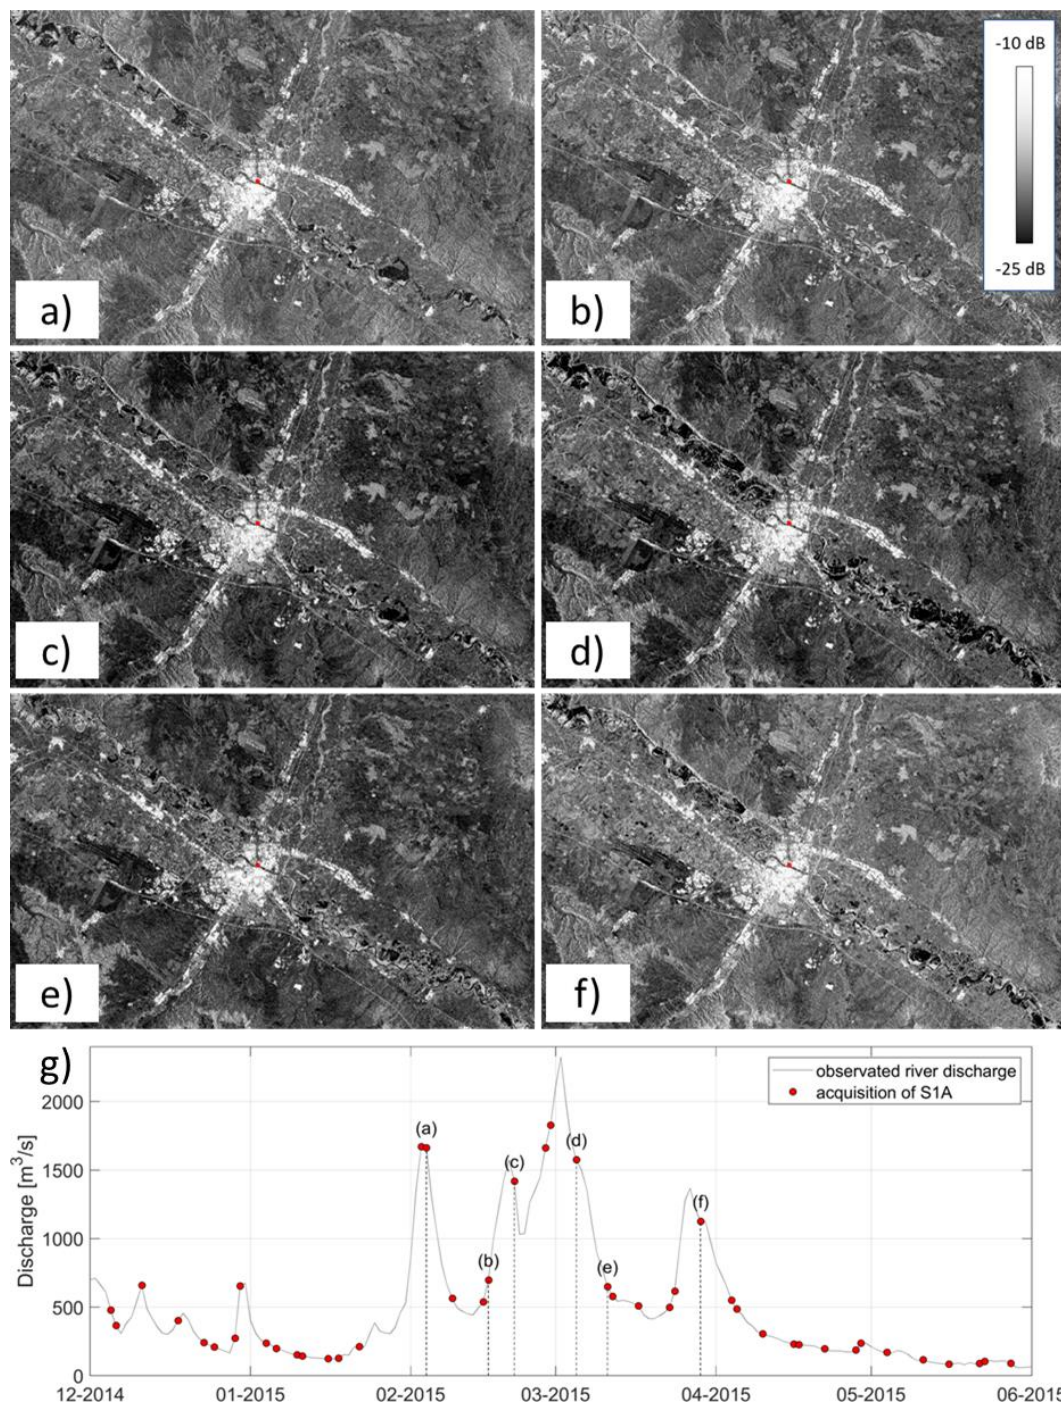 a)
b)
-10 dB
-25 dB
c)
d)
e)
f)
g)
observated river discharge
acquisition of S1A
Discharge [m³/s]
2000
1500
1000
500
0
(a)
(b)
(c)
(d)
(e)
(f)
12-2014
01-2015
02-2015
03-2015
04-2015
05-2015
06-2015